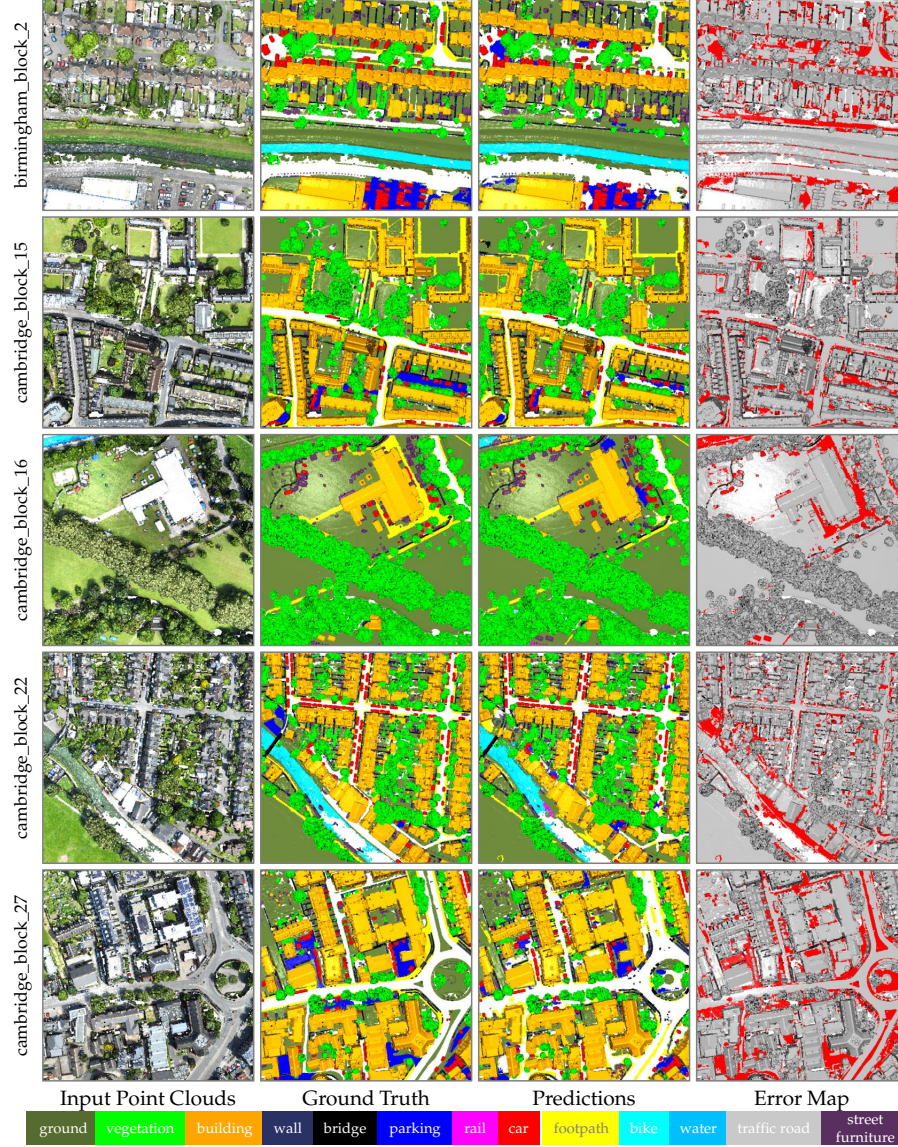 birmingham_block_2
cambridge_block_15
cambridge_block_16
cambridge_block_22
cambridge_block_27
Input Point Clouds Ground Truth Predictions Error Map
ground vegetation building wall bridge parking rail car footpath bike water traffic road street
furniture